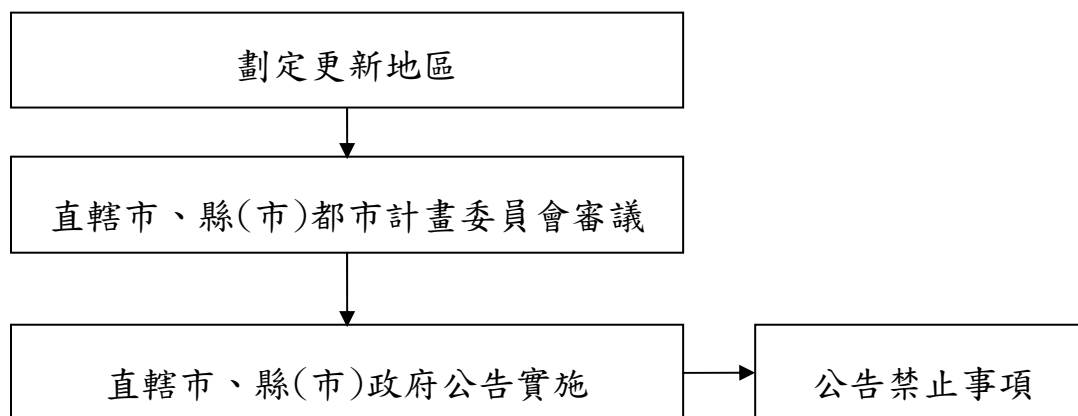 劃定更新地區
直轄市、縣(市)都市計畫委員會審議
直轄市、縣(市)政府公告實施
公告禁止事項